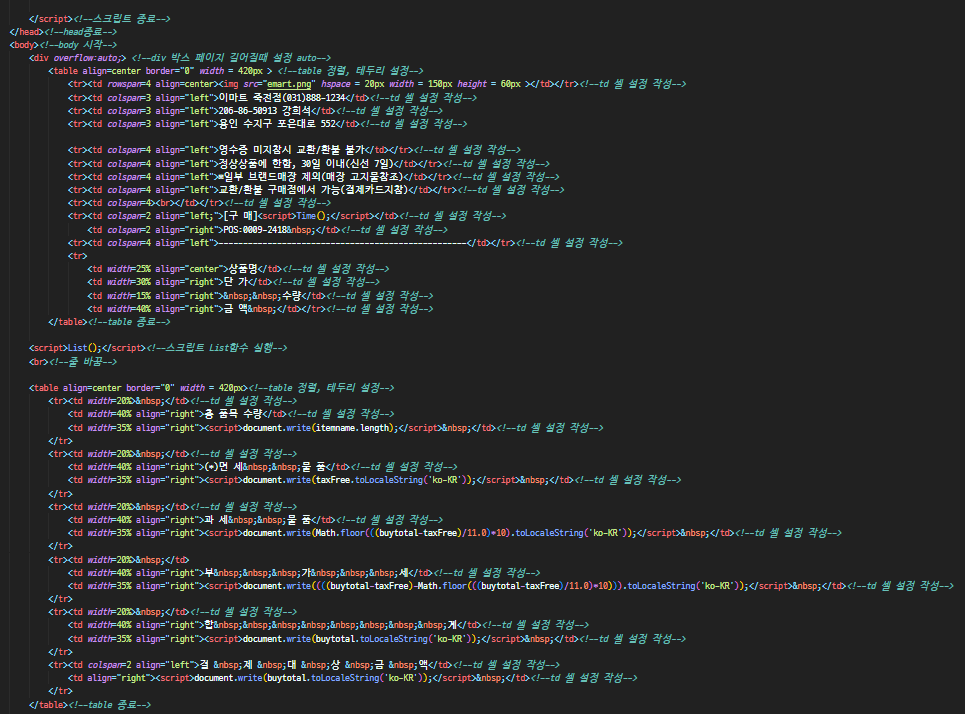 </script><!--스크립트 종료-->
</head><!--head종료-->
<body><!--body 시작-->
<div overflow:auto;> <!--div 박스 페이지 길어질때 설정 auto-->
<table align=center border="0" width = 420px > <!--table 정렬, 테두리 설정-->
<tr><td rowspan=4 align=center><img src="emart.png" hspace = 20px width = 150px height = 60px ></td></tr><!--td 셀 설정 작성-->
<tr><td colspan=3 align="left">이마트 죽전점(031)888-1234</td><!--td 셀 설정 작성-->
<tr><td colspan=3 align="left">206-86-50913 강희석</td><!--td 셀 설정 작성-->
<tr><td colspan=3 align="left">용인 수지구 포은대로 552</td><!--td 셀 설정 작성-->
<tr><td colspan=4 align="left">영수증 미지참시 교환/환불 불가</td></tr><!--td 셀 설정 작성-->
<tr><td colspan=4 align="left">정상상품에 한함, 30일 이내(신선 7일)</td></tr><!--td 셀 설정 작성-->
<tr><td colspan=4 align="left">※일부 브랜드매장 제외(매장 고지물참조)</td></tr><!--td 셀 설정 작성-->
<tr><td colspan=4 align="left">교환/환불 구매점에서 가능(결제카드지참)</td></tr><!--td 셀 설정 작성-->
<tr><td colspan=4><br></td></tr><!--td 셀 설정 작성-->
<tr><td colspan=2 align="left;">[구 매]<script>Time();</script></td><!--td 셀 설정 작성-->
<td colspan=2 align="right">POS:0009-2418&nbsp;</td><!--td 셀 설정 작성-->
<tr><td colspan=4 align="left">--------------------------------------------------</td></tr><!--td 셀 설정 작성-->
<tr>
<td width=25% align="center">상품명</td><!--td 셀 설정 작성-->
<td width=30% align="right">단 가</td><!--td 셀 설정 작성-->
<td width=15% align="right">&nbsp;&nbsp;수량</td><!--td 셀 설정 작성-->
<td width=40% align="right">금 액&nbsp;</td></tr><!--td 셀 설정 작성-->
</table><!--table 종료-->
<script>List();</script><!--스크립트 List함수 실행-->
<br><!--줄 바꿈-->
<table align=center border="0" width = 420px><!--table 정렬, 테두리 설정-->
<tr><td width=20%>&nbsp;</td><!--td 셀 설정 작성-->
<td width=40% align="right">총 품목 수량</td><!--td 셀 설정 작성-->
<td width=35% align="right"><script>document.write(itemname.length);</script>&nbsp;</td><!--td 셀 설정 작성-->
</tr>
<tr><td width=20%>&nbsp;</td><!--td 셀 설정 작성-->
<td width=40% align="right">(*)면 세&nbsp;&nbsp;물 품</td><!--td 셀 설정 작성-->
<td width=35% align="right"><script>document.write(taxFree.toLocaleString('ko-KR'));</script>&nbsp;</td><!--td 셀 설정 작성-->
</tr>
<tr><td width=20%>&nbsp;</td><!--td 셀 설정 작성-->
<td width=40% align="right">과 세&nbsp;&nbsp;물 품</td><!--td 셀 설정 작성-->
<td width=35% align="right"><script>document.write(Math.floor(((buytotal-taxFree)/11.0)*10).toLocaleString('ko-KR'));</script>&nbsp;</td><!--td 셀 설정 작성-->
</tr>
<tr><td width=20%>&nbsp;</td>
<td width=40% align="right">부&nbsp;&nbsp;&nbsp;가&nbsp;&nbsp;&nbsp;세</td><!--td 셀 설정 작성-->
<td width=35% align="right"><script>document.write((((buytotal-taxFree)-Math.floor(((buytotal-taxFree)/11.0)*10))).toLocaleString('ko-KR'));</script>&nbsp;</td><!--td 셀 설정 작성-->
</tr>
<tr><td width=20%>&nbsp;</td><!--td 셀 설정 작성-->
<td width=40% align="right">합&nbsp;&nbsp;&nbsp;&nbsp;&nbsp;&nbsp;&nbsp;&nbsp;게</td><!--td 셀 설정 작성-->
<td width=35% align="right"><script>document.write(buytotal.toLocaleString('ko-KR'));</script>&nbsp;</td><!--td 셀 설정 작성-->
</tr>
<tr><td colspan=2 align="left">결 &nbsp;제 &nbsp;대 &nbsp;상 &nbsp;금 &nbsp;액</td><!--td 셀 설정 작성-->
<td align="right"><script>document.write(buytotal.toLocaleString('ko-KR'));</script>&nbsp;</td><!--td 셀 설정 작성-->
</tr>
</table><!--table 종료-->